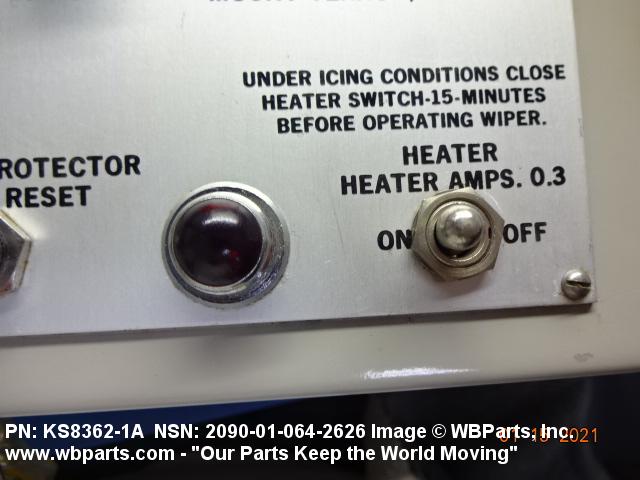 UNDER ICING CONDITIONS CLOSE
HEATER SWITCH-15-MINUTES
BEFORE OPERATING WIPER.
ROTECTOR
RESET
HEATER
HEATER AMPS. 0.3
ON OFF
PN: KS8362-1A NSN: 2090-01-064-2626 Image © WBParts, Inc.
www.wbparts.com - "Our Parts Keep the World Moving"